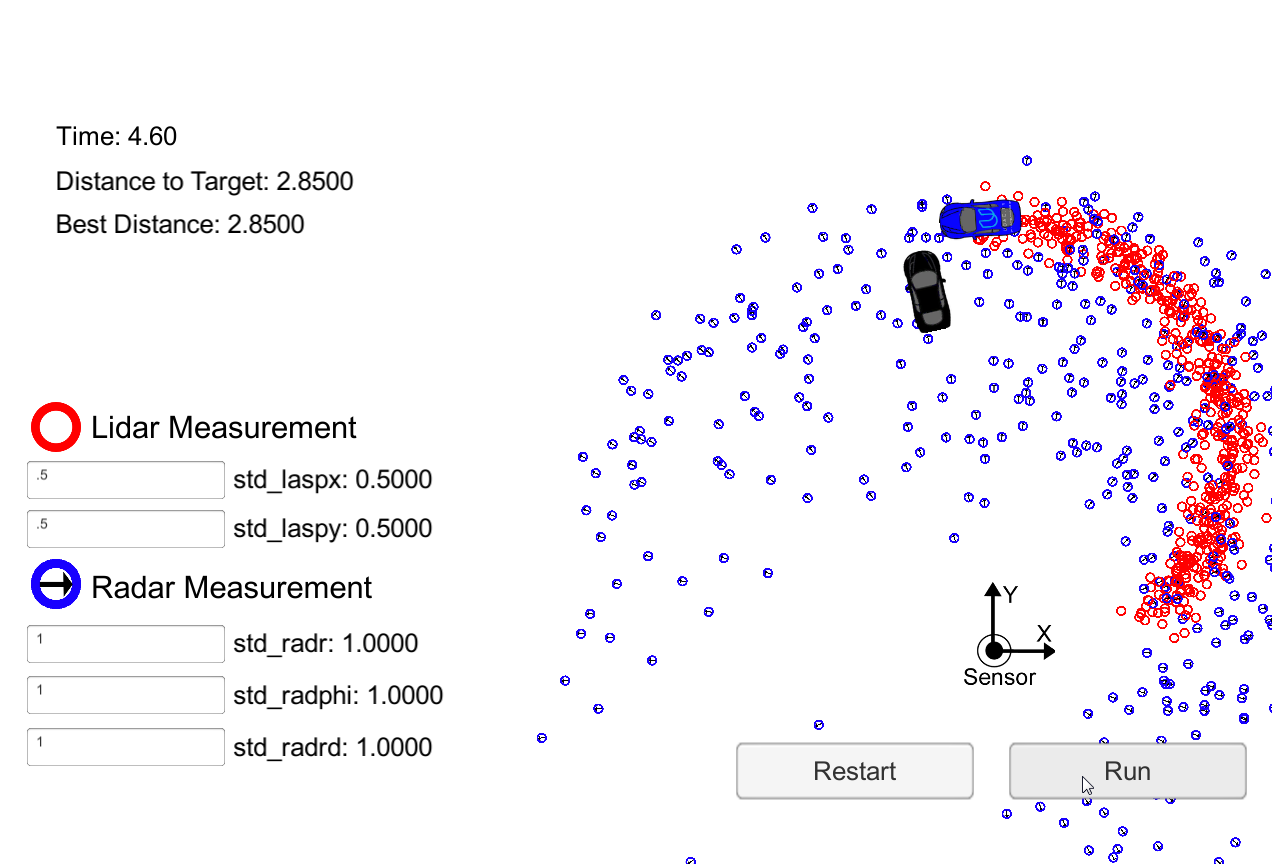 Time: 4.60
Distance to Target: 2.8500
Best Distance: 2.8500
Lidar Measurement
.5
std_laspx: 0.5000
.5
std_laspy: 0.5000
Radar Measurement
1
std_radr: 1.0000
1
std_radphi: 1.0000
1
std_radrd: 1.0000
Y
X
Sensor
Restart
Run